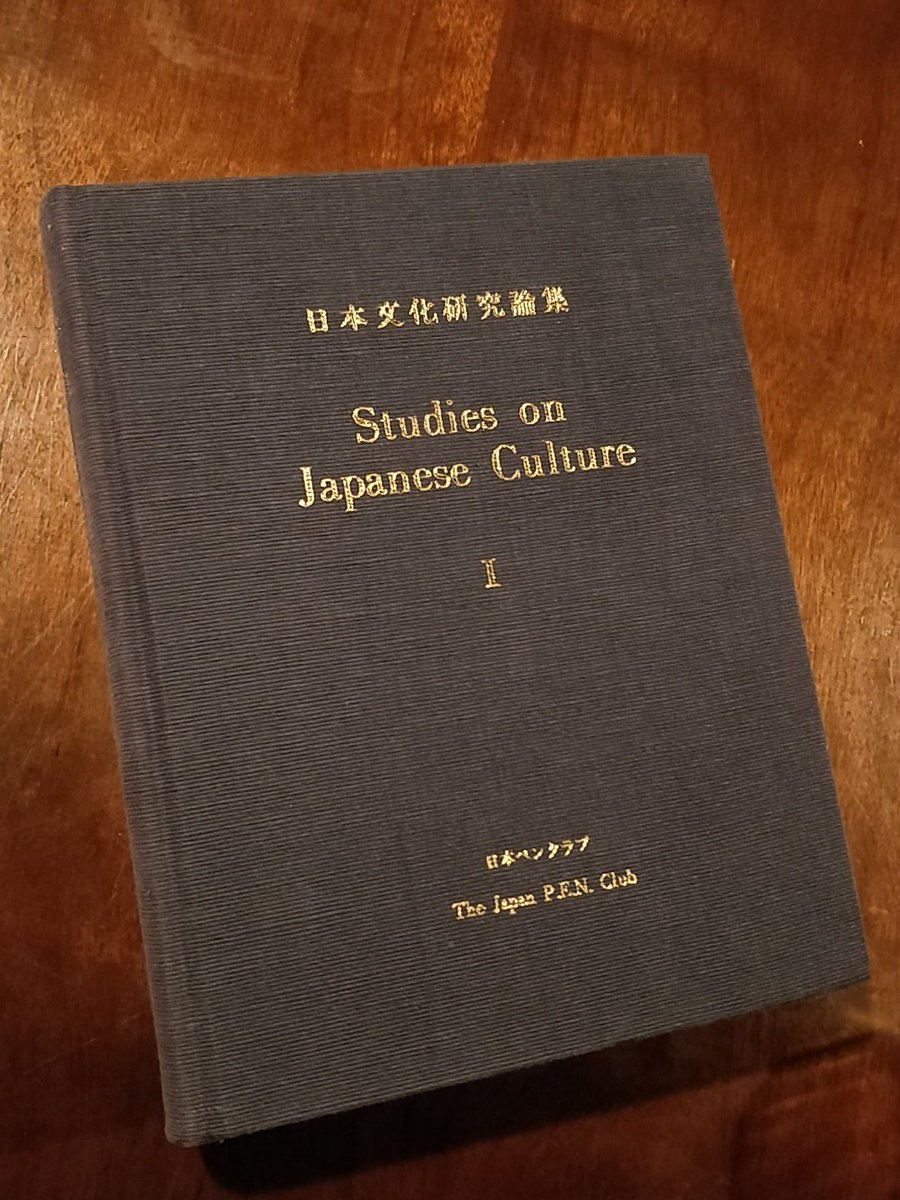 日本文化研究論集
Studies on
Japanese Culture
I
日本ペンクラブ
The Japan P.E.N. Club